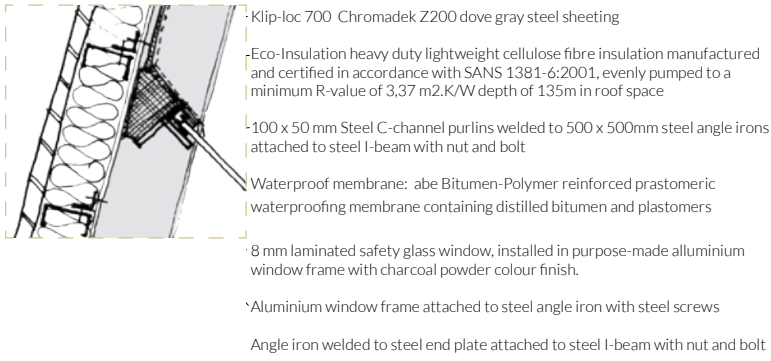 Klip-loc 700 Chromadek Z200 dove gray steel sheeting
Eco-Insulation heavy duty lightweight cellulose fibre insulation manufactured
and certified in accordance with SANS 1381-6:2001, evenly pumped to a
minimum R-value of 3,37 m2.K/W depth of 135m in roof space
100 x 50 mm Steel C-channel purlins welded to 500 x 500mm steel angle irons
attached to steel I-beam with nut and bolt
Waterproof membrane: abe Bitumen-Polymer reinforced prastomeric
waterproofing membrane containing distilled bitumen and plastomers
8 mm laminated safety glass window, installed in purpose-made alluminium
window frame with charcoal powder colour finish.
Aluminium window frame attached to steel angle iron with steel screws
Angle iron welded to steel end plate attached to steel I-beam with nut and bolt